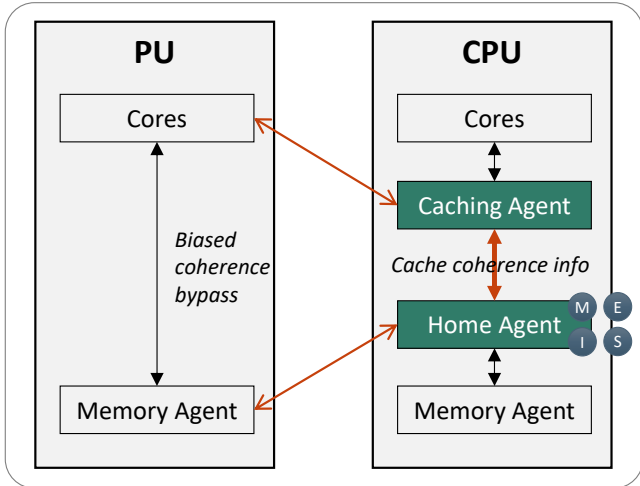 PU
CPU
Cores
Cores
Caching Agent
Biased
coherence
bypass
Cache coherence info
M
E
Home Agent
I
S
Memory Agent
Memory Agent